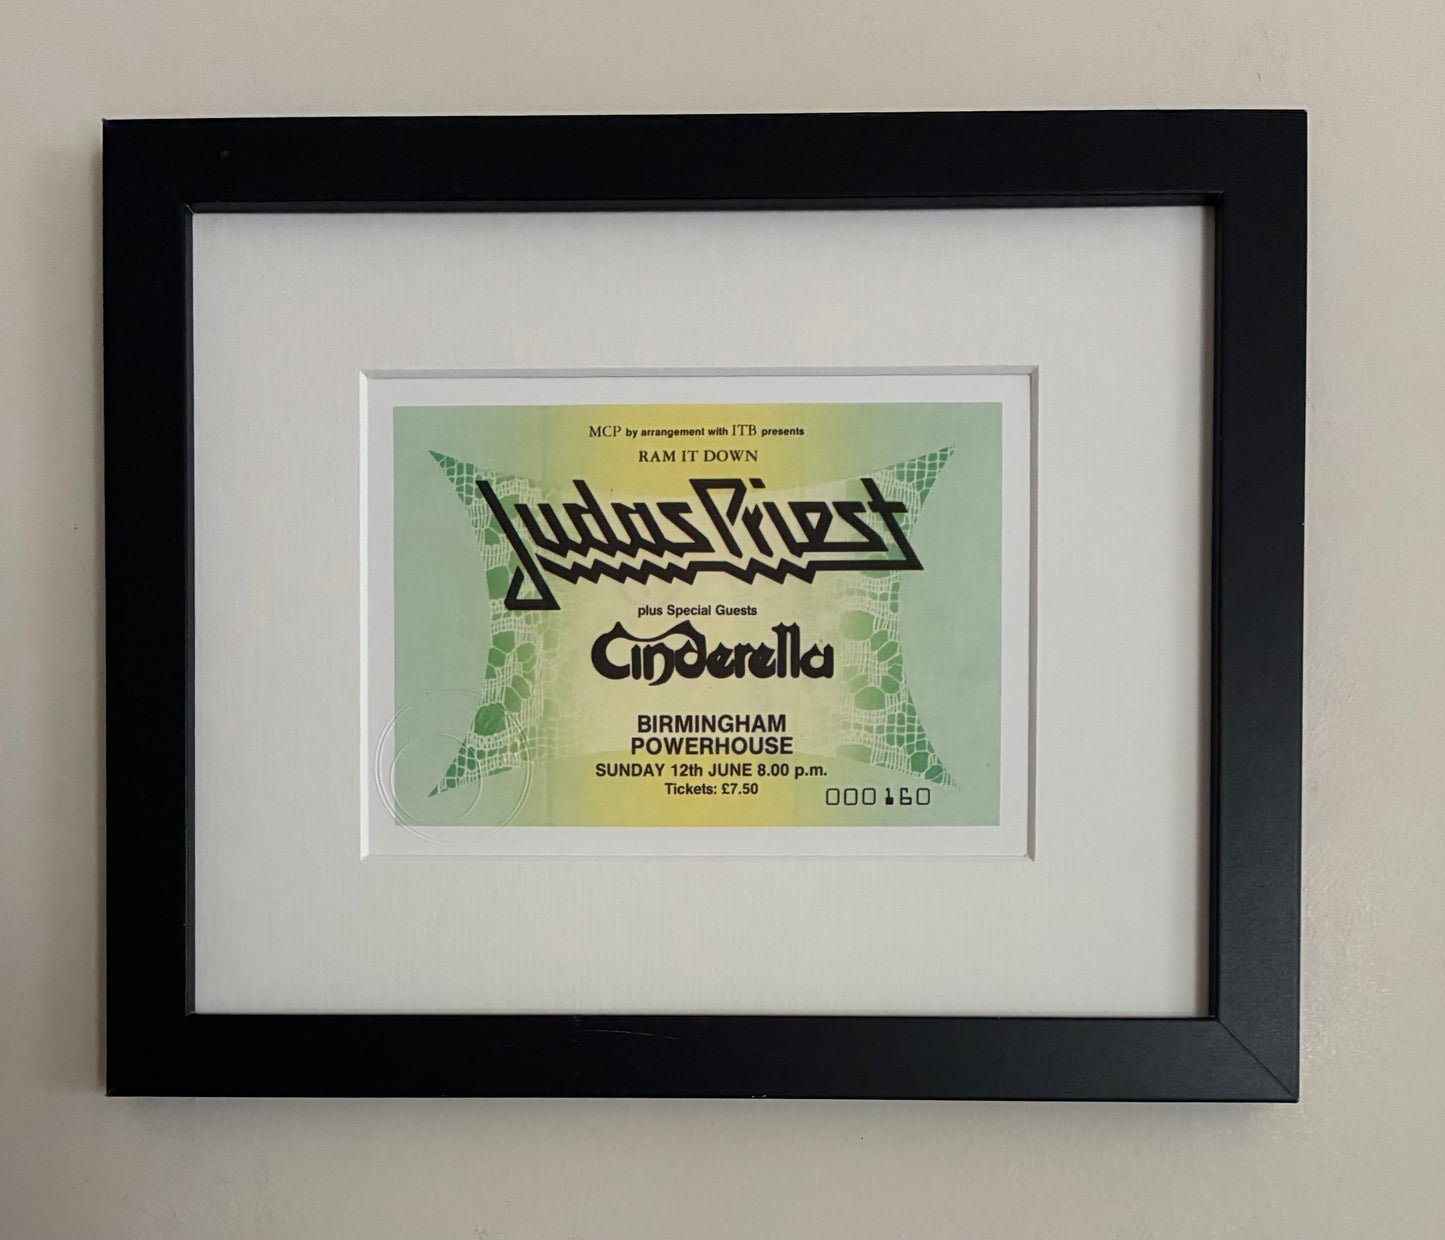 MCP by arrangement with ITB presents
RAM IT DOWN
Judas Priest
plus Special Guests
Cinderella
BIRMINGHAM
POWERHOUSE
SUNDAY 12th JUNE 8.00 p.m.
Tickets: £7.50
000160